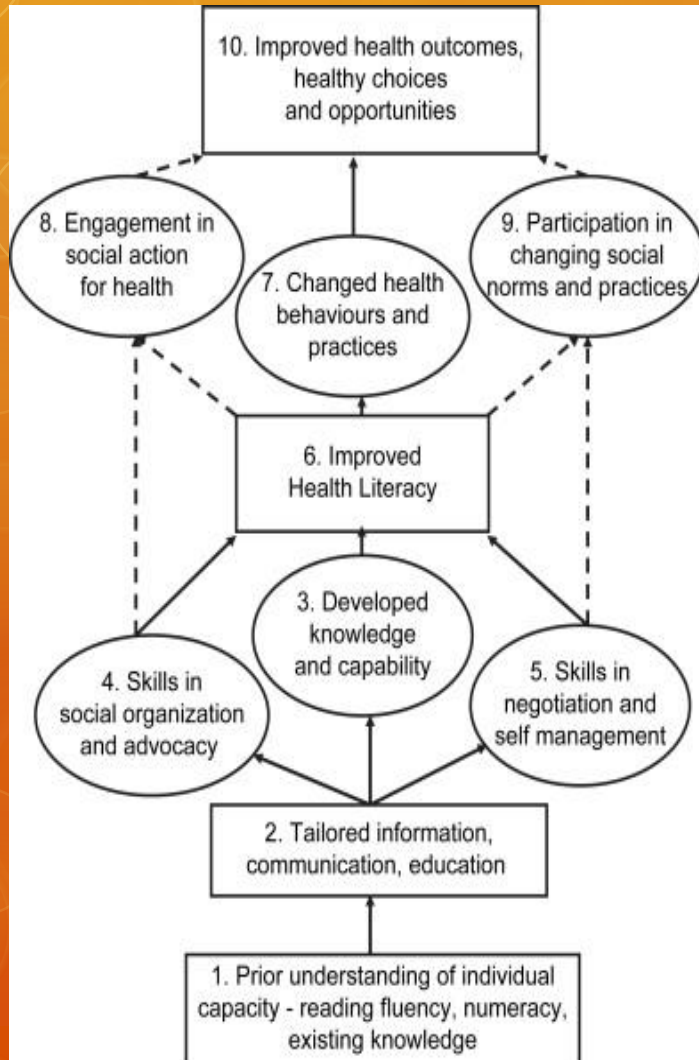 10. Improved health outcomes,
healthy choices
and opportunities
8. Engagement in
social action
for health
9. Participation in
changing social
norms and practices
7. Changed health
behaviours and
practices
6. Improved
Health Literacy
3. Developed
knowledge
and capability
4. Skills in
social organization
and advocacy
5. Skills in
negotiation and
self management
2. Tailored information,
communication, education
1. Prior understanding of individual
capacity - reading fluency, numeracy,
existing knowledge